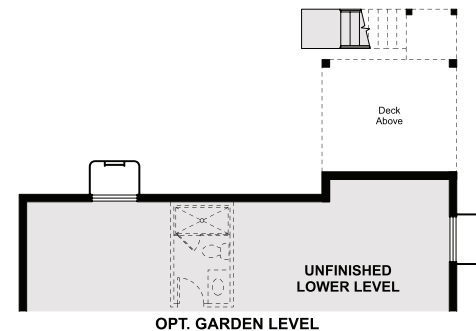 Deck
Above
UNFINISHED
LOWER LEVEL
OPT. GARDEN LEVEL